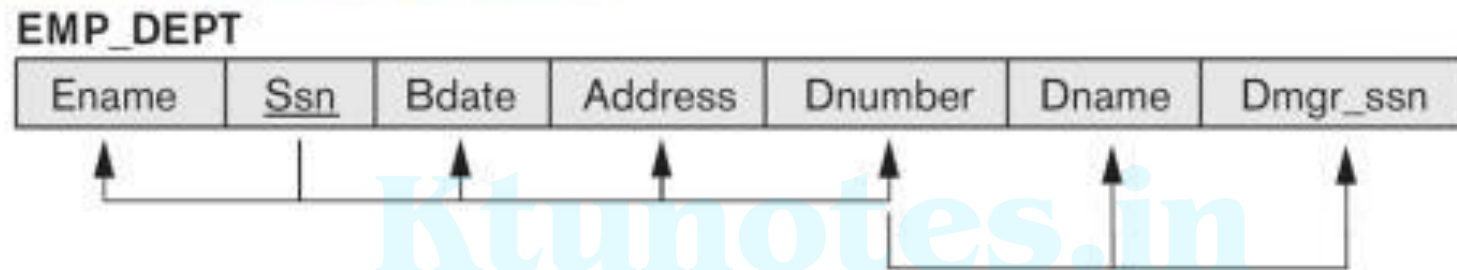 EMP_DEPT
Ename Ssn Bdate Address Dnumber Dname Dmgr_ssn
Ktunotes.in